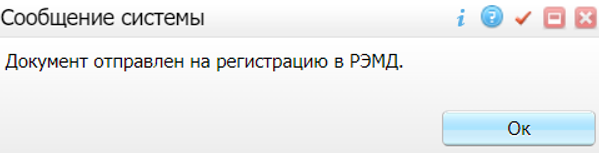 Сообщение системы
Документ отправлен на регистрацию в РЭМД.
Ок